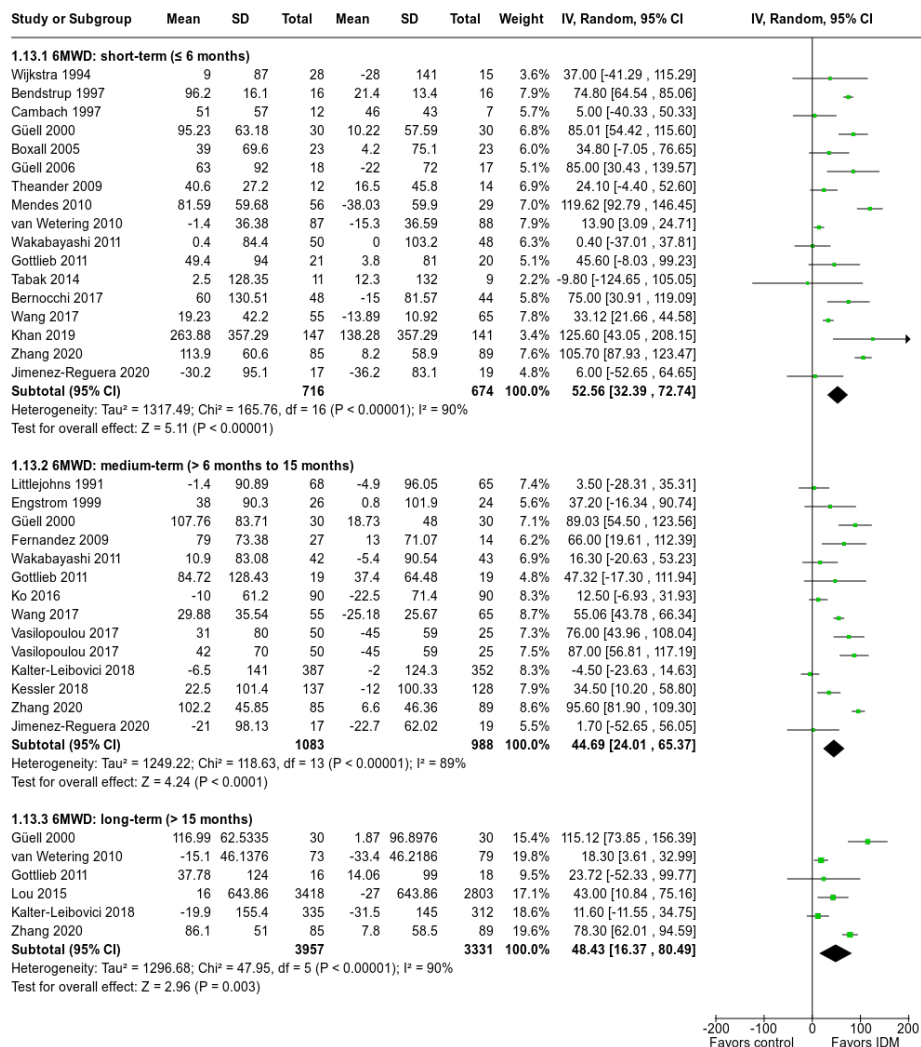 Study or Subgroup Mean SD Total Mean SD Total Weight IV, Random, 95% CI IV, Random, 95% CI
1.13.1 6MWD: short-term (≤ 6 months)
Wijkstra 1994 9 87 28 -28 141 15 3.6% 37.00 [-41.29 , 115.29]
Bendstrup 1997 96.2 16.1 16 21.4 13.4 16 7.9% 74.80 [64.54 , 85.06]
Cambach 1997 51 57 12 46 43 7 5.7% 5.00 [-40.33 , 50.33]
Güell 2000 95.23 63.18 30 10.22 57.59 30 6.8% 85.01 [54.42 , 115.60]
Boxall 2005 39 69.6 23 4.2 75.1 23 6.0% 34.80 [-7.05 , 76.65]
Güell 2006 63 92 18 -22 72 17 5.1% 85.00 [30.43 , 139.57]
Theander 2009 40.6 27.2 12 16.5 45.8 14 6.9% 24.10 [-4.40 , 52.60]
Mendes 2010 81.59 59.68 56 -38.03 59.9 29 7.0% 119.62 [92.79 , 146.45]
van Wetering 2010 -1.4 36.38 87 -15.3 36.59 88 7.9% 13.90 [3.09 , 24.71]
Wakabayashi 2011 0.4 84.4 50 0 103.2 48 6.3% 0.40 [-37.01 , 37.81]
Gottlieb 2011 49.4 94 21 3.8 81 20 5.1% 45.60 [-8.03 , 99.23]
Tabak 2014 2.5 128.35 11 12.3 132 9 2.2% -9.80 [-124.65 , 105.05]
Bernocchi 2017 60 130.51 48 -15 81.57 44 5.8% 75.00 [30.91 , 119.09]
Wang 2017 19.23 42.2 55 -13.89 10.92 65 7.8% 33.12 [21.66 , 44.58]
Khan 2019 263.88 357.29 147 138.28 357.29 141 3.4% 125.60 [43.05 , 208.15]
Zhang 2020 113.9 60.6 85 8.2 58.9 89 7.6% 105.70 [87.93 , 123.47]
Jimenez-Reguera 2020 -30.2 95.1 17 -36.2 83.1 19 4.8% 6.00 [-52.65 , 64.65]
Subtotal (95% CI) 716 674 100.0% 52.56 [32.39 , 72.74]
Heterogeneity: Tau² = 1317.49; Chi² = 165.76, df = 16 (P < 0.00001); I² = 90%
Test for overall effect: Z = 5.11 (P < 0.00001)
1.13.2 6MWD: medium-term (> 6 months to 15 months)
Littlejohns 1991 -1.4 90.89 68 -4.9 96.05 65 7.4% 3.50 [-28.31 , 35.31]
Engstrom 1999 38 90.3 26 0.8 101.9 24 5.6% 37.20 [-16.34 , 90.74]
Güell 2000 107.76 83.71 30 18.73 48 30 7.1% 89.03 [54.50 , 123.56]
Fernandez 2009 79 73.38 27 13 71.07 14 6.2% 66.00 [19.61 , 112.39]
Wakabayashi 2011 10.9 83.08 42 -5.4 90.54 43 6.9% 16.30 [-20.63 , 53.23]
Gottlieb 2011 84.72 128.43 19 37.4 64.48 19 4.8% 47.32 [-17.30 , 111.94]
Ko 2016 -10 61.2 90 -22.5 71.4 90 8.3% 12.50 [-6.93 , 31.93]
Wang 2017 29.88 35.54 55 -25.18 25.67 65 8.7% 55.06 [43.78 , 66.34]
Vasilopoulou 2017 31 80 50 -45 59 25 7.3% 76.00 [43.96 , 108.04]
Vasilopoulou 2017 42 70 50 -45 59 25 7.5% 87.00 [56.81 , 117.19]
Kalter-Leibovici 2018 -6.5 141 387 -2 124.3 352 8.3% -4.50 [-23.63 , 14.63]
Kessler 2018 22.5 101.4 137 -12 100.33 128 7.9% 34.50 [10.20 , 58.80]
Zhang 2020 102.2 45.85 85 6.6 46.36 89 8.6% 95.60 [81.90 , 109.30]
Jimenez-Reguera 2020 -21 98.13 17 -22.7 62.02 19 5.5% 1.70 [-52.65 , 56.05]
Subtotal (95% CI) 1083 988 100.0% 44.69 [24.01 , 65.37]
Heterogeneity: Tau² = 1249.22; Chi² = 118.63, df = 13 (P < 0.00001); I² = 89%
Test for overall effect: Z = 4.24 (P < 0.0001)
1.13.3 6MWD: long-term (> 15 months)
Güell 2000 116.99 62.5335 30 1.87 96.8976 30 15.4% 115.12 [73.85 , 156.39]
van Wetering 2010 -15.1 46.1376 73 -33.4 46.2186 79 19.8% 18.30 [3.61 , 32.99]
Gottlieb 2011 37.78 124 16 14.06 99 18 9.5% 23.72 [-52.33 , 99.77]
Lou 2015 16 643.86 3418 -27 643.86 2803 17.1% 43.00 [10.84 , 75.16]
Kalter-Leibovici 2018 -19.9 155.4 335 -31.5 145 312 18.7% 11.60 [-11.55 , 34.75]
Zhang 2020 86.1 51 85 7.8 58.5 89 19.6% 78.30 [62.01 , 94.59]
Subtotal (95% CI) 3957 3331 100.0% 48.43 [16.37 , 80.49]
Heterogeneity: Tau² = 1296.68; Chi² = 47.95, df = 5 (P < 0.00001); I² = 90%
Test for overall effect: Z = 2.96 (P = 0.003)
-200 -100 0 100 200
Favors control Favors IDM